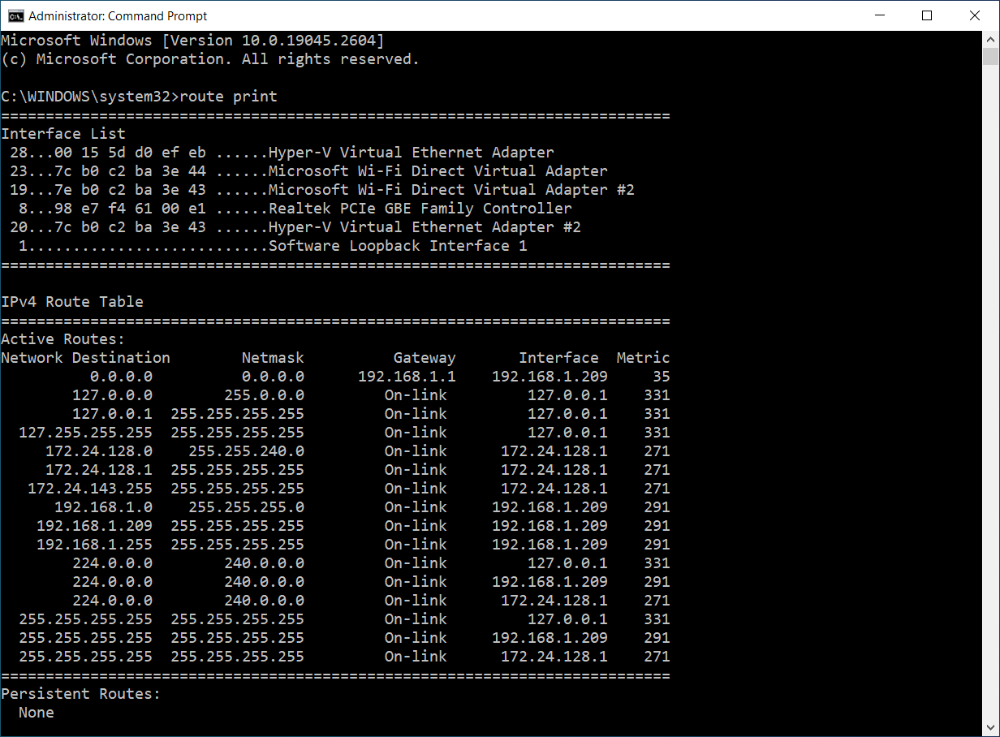 Administrator: Command Prompt
Microsoft Windows [Version 10.0.19045.2604]
(c) Microsoft Corporation. All rights reserved.

C:\WINDOWS\system32>route print
===========================================================================
Interface List
 28...00 15 5d d0 ef eb ......Hyper-V Virtual Ethernet Adapter
 23...7c b0 c2 ba 3e 44 ......Microsoft Wi-Fi Direct Virtual Adapter
 19...7e b0 c2 ba 3e 43 ......Microsoft Wi-Fi Direct Virtual Adapter #2
  8...98 e7 f4 61 00 e1 ......Realtek PCIe GBE Family Controller
 20...7c b0 c2 ba 3e 43 ......Hyper-V Virtual Ethernet Adapter #2
  1...........................Software Loopback Interface 1
===========================================================================

IPv4 Route Table
===========================================================================
Active Routes:
Network Destination        Netmask          Gateway       Interface  Metric
          0.0.0.0          0.0.0.0      192.168.1.1    192.168.1.209     35
        127.0.0.0        255.0.0.0         On-link         127.0.0.1    331
        127.0.0.1  255.255.255.255         On-link         127.0.0.1    331
  127.255.255.255  255.255.255.255         On-link         127.0.0.1    331
     172.24.128.0    255.255.240.0         On-link      172.24.128.1    271
     172.24.128.1  255.255.255.255         On-link      172.24.128.1    271
   172.24.143.255  255.255.255.255         On-link      172.24.128.1    271
      192.168.1.0    255.255.255.0         On-link     192.168.1.209    291
    192.168.1.209  255.255.255.255         On-link     192.168.1.209    291
    192.168.1.255  255.255.255.255         On-link     192.168.1.209    291
        224.0.0.0        240.0.0.0         On-link         127.0.0.1    331
        224.0.0.0        240.0.0.0         On-link     192.168.1.209    291
        224.0.0.0        240.0.0.0         On-link      172.24.128.1    271
  255.255.255.255  255.255.255.255         On-link         127.0.0.1    331
  255.255.255.255  255.255.255.255         On-link     192.168.1.209    291
  255.255.255.255  255.255.255.255         On-link      172.24.128.1    271
===========================================================================
Persistent Routes:
  None